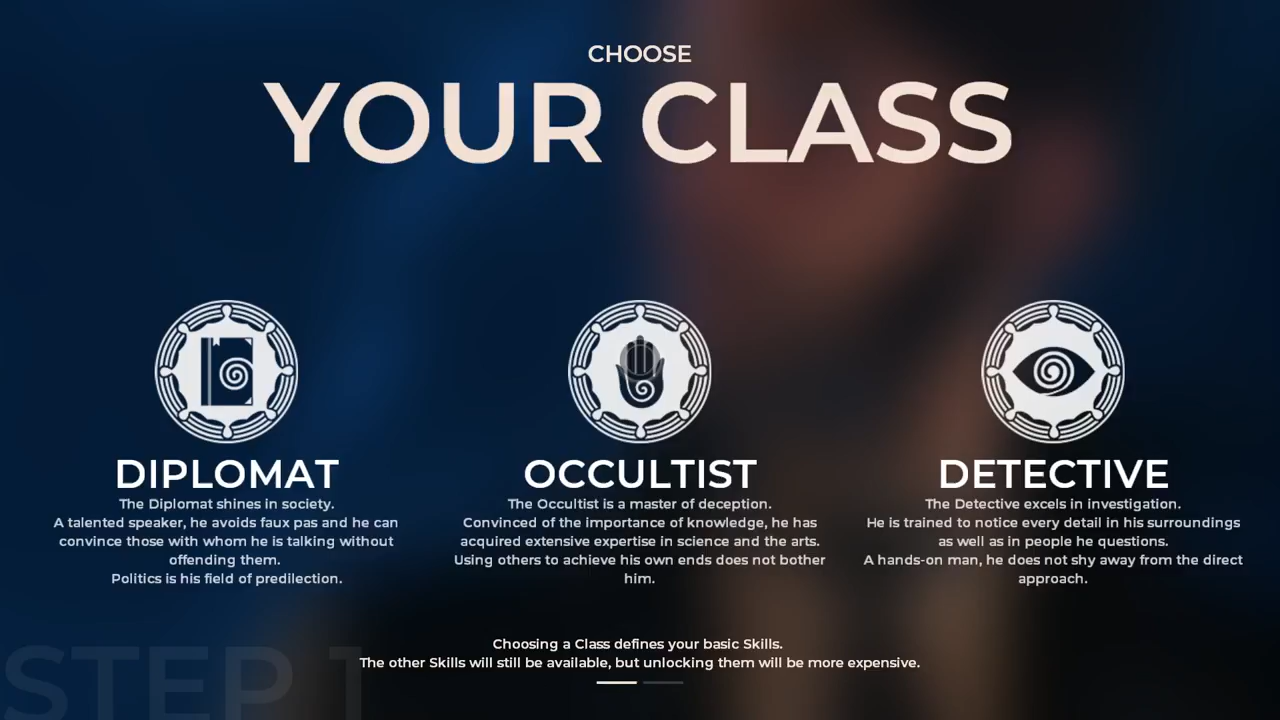 CHOOSE
YOUR CLASS
DIPLOMAT
The Diplomat shines in society.
A talented speaker, he avoids faux pas and he can
convince those with whom he is talking without
offending them.
Politics is his field of predilection.
OCCULTIST
The Occultist is a master of deception.
Convinced of the importance of knowledge, he has
acquired extensive expertise in science and the arts.
Using others to achieve his own ends does not bother
him.
DETECTIVE
The Detective excels in investigation.
He is trained to notice every detail in his surroundings
as well as in people he questions.
A hands-on man, he does not shy away from the direct
approach.
Choosing a Class defines your basic Skills.
The other Skills will still be available, but unlocking them will be more expensive.
STEP 1